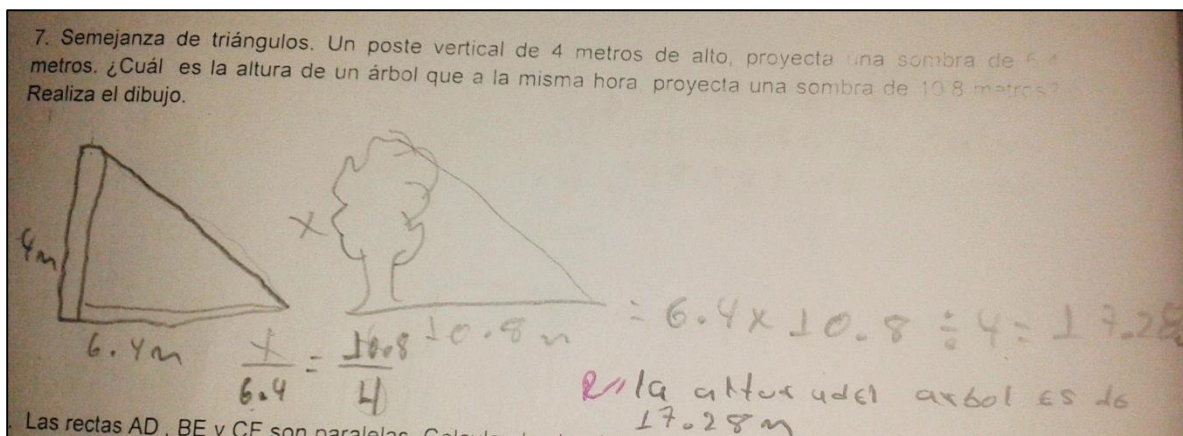 7. Semejanza de triángulos. Un poste vertical de 4 metros de alto, proyecta una sombra de 6.4
metros. ¿Cuál es la altura de un árbol que a la misma hora proyecta una sombra de 10.8 metros?
Realiza el dibujo.
4m
x
6.4m
10.8m
x/6.4 = 10.8/4
= 6.4 x 10.8 ÷ 4 = 17.28
R// la altura del arbol es de
17.28 m
Las rectas AD, BE y CF son paralelas.